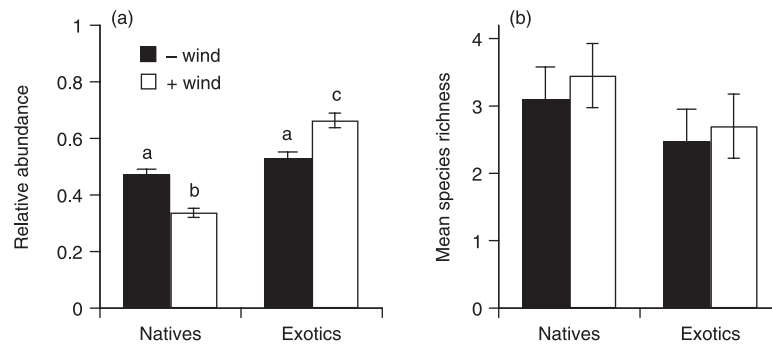 (a)
Relative abundance
1
0.8
0.6
0.4
0.2
0
– wind
+ wind
a
b
a
c
Natives
Exotics
(b)
Mean species richness
4
3
2
1
0
Natives
Exotics